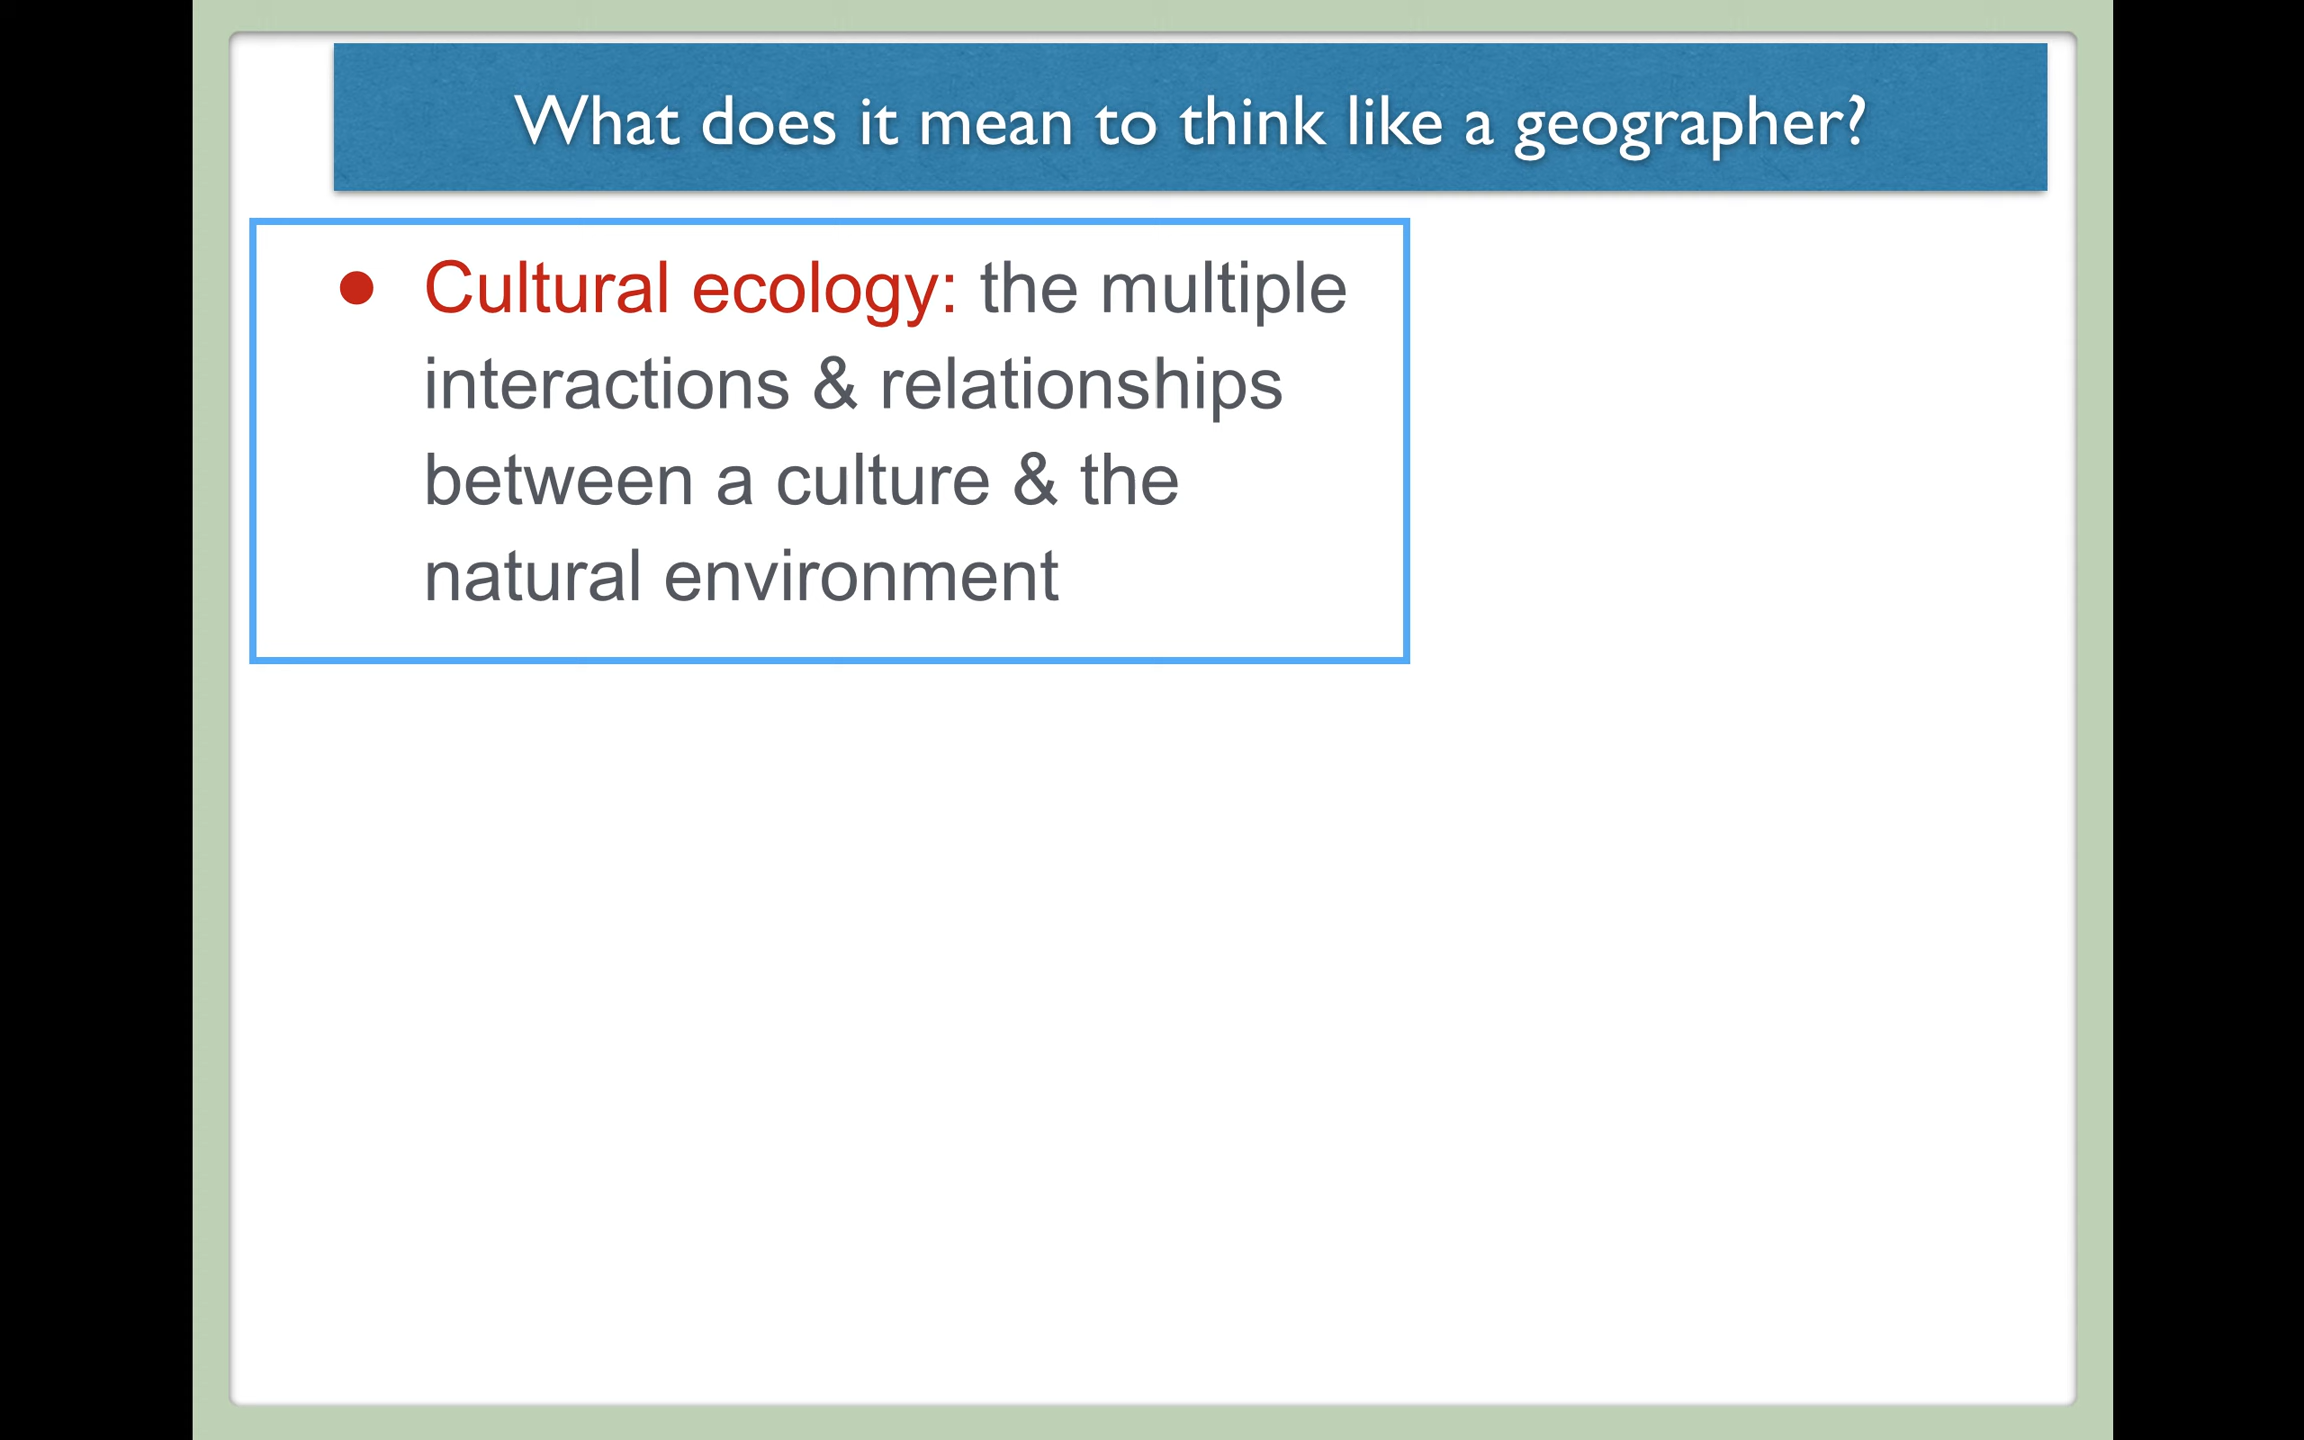 What does it mean to think like a geographer?
● Cultural ecology: the multiple
interactions & relationships
between a culture & the
natural environment